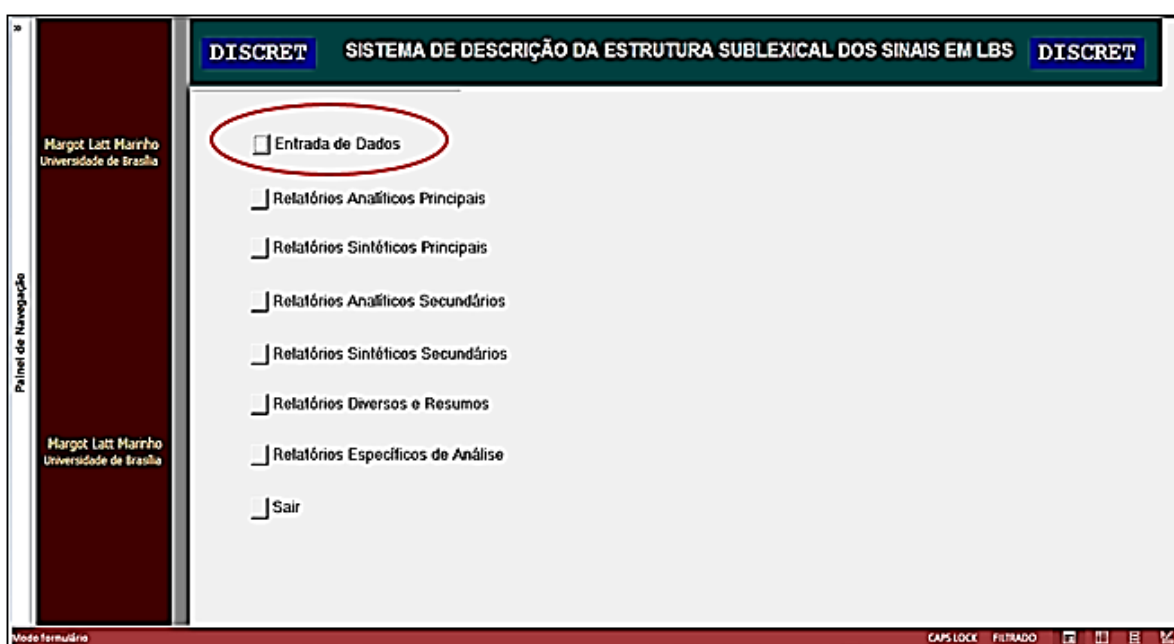 »
DISCRET SISTEMA DE DESCRIÇÃO DA ESTRUTURA SUBLEXICAL DOS SINAIS EM LBS DISCRET
Margot Latt Marinho
Universidade de Brasília
Entrada de Dados
Relatórios Analíticos Principais
Relatórios Sintéticos Principais
Relatórios Analíticos Secundários
Relatórios Sintéticos Secundários
Relatórios Diversos e Resumos
Relatórios Específicos de Análise
Sair
Painel de Navegação
Margot Latt Marinho
Universidade de Brasília
Modo formulário
CAPS LOCK FILTRADO